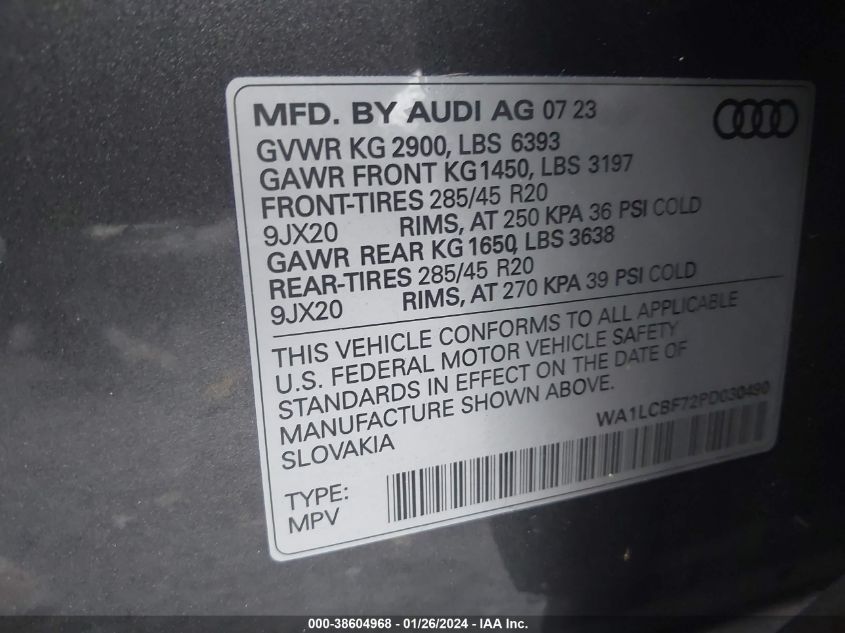 MFD. BY AUDI AG 07 23
GVWR KG 2900, LBS 6393
GAWR FRONT KG1450, LBS 3197
FRONT-TIRES 285/45 R20
9JX20 RIMS, AT 250 KPA 36 PSI COLD
GAWR REAR KG 1650, LBS 3638
REAR-TIRES 285/45 R20
9JX20 RIMS, AT 270 KPA 39 PSI COLD
THIS VEHICLE CONFORMS TO ALL APPLICABLE
U.S. FEDERAL MOTOR VEHICLE SAFETY
STANDARDS IN EFFECT ON THE DATE OF
MANUFACTURE SHOWN ABOVE.
SLOVAKIA
WA1LCBF72PD030490
TYPE:
MPV
000-38604968 - 01/26/2024 - IAA Inc.